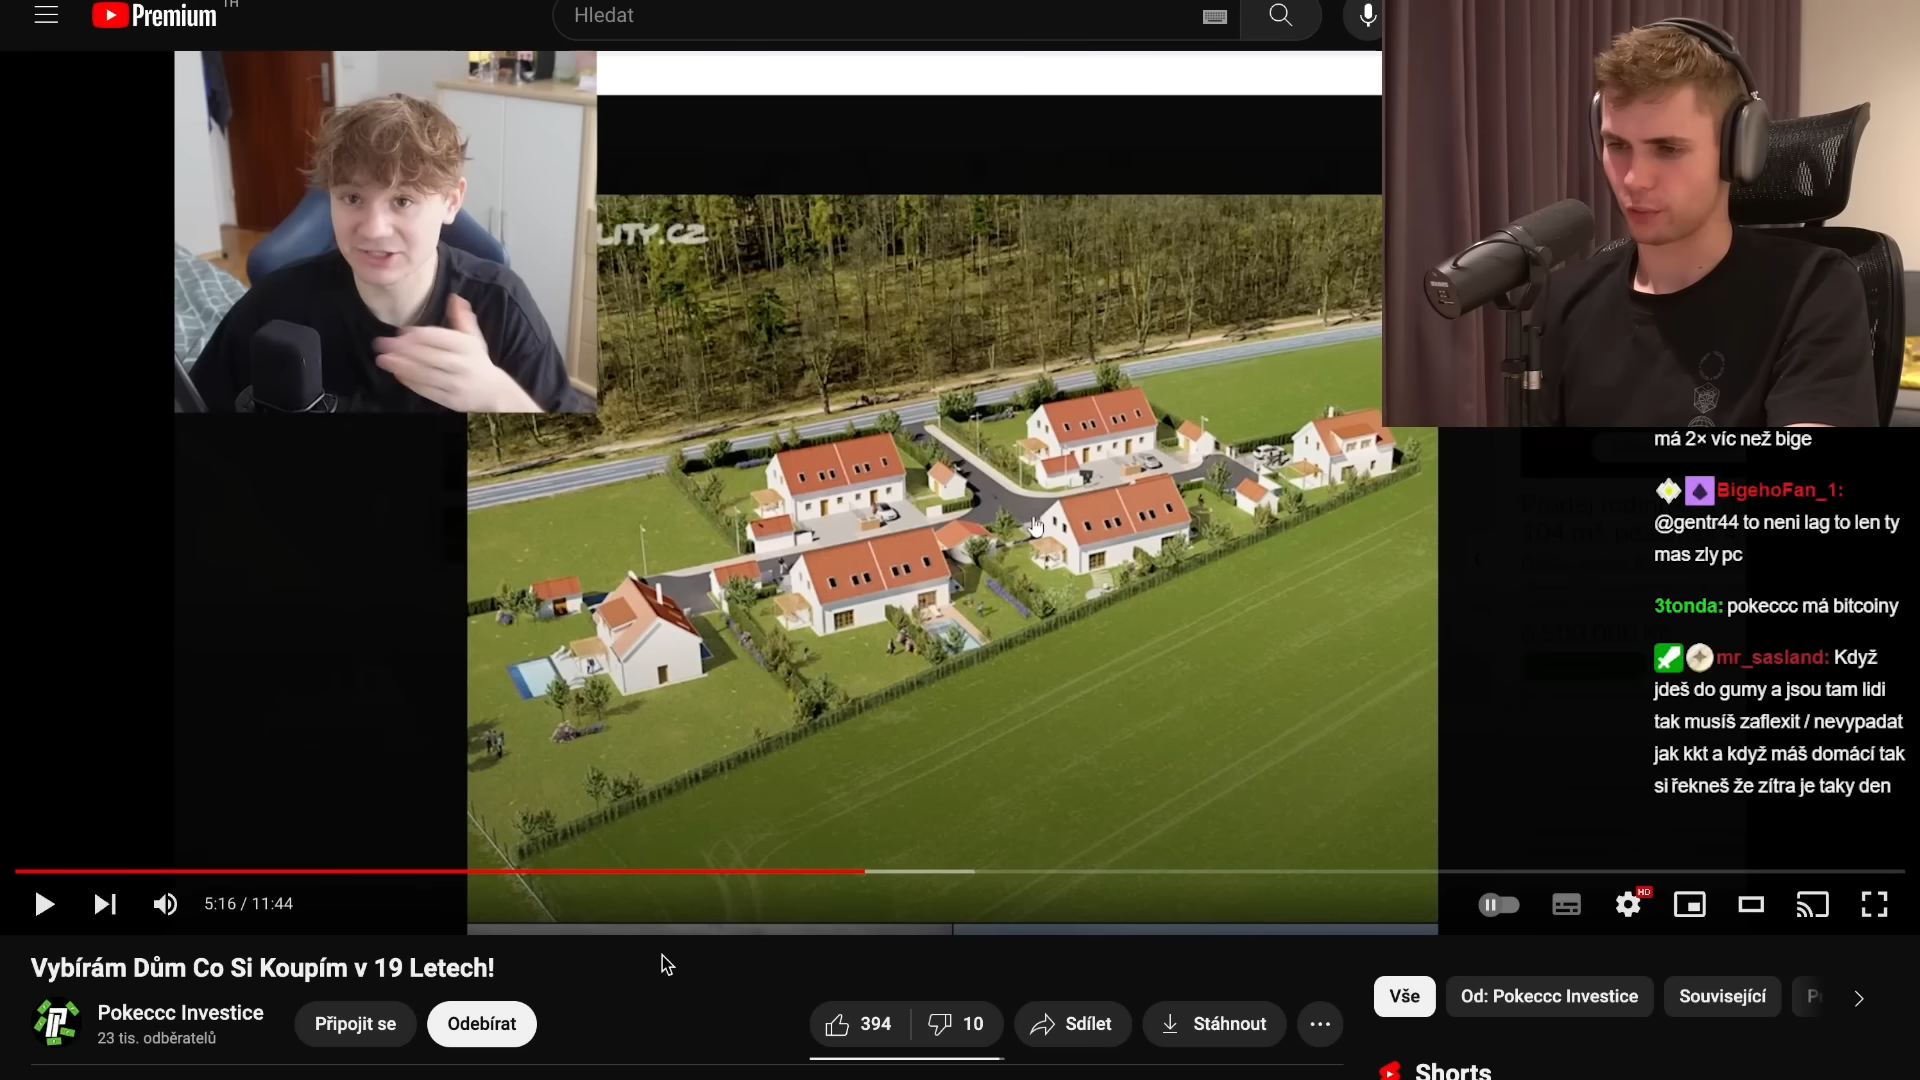 Premium
TH
Hledat
LITY.CZ
má 2× víc než bige
BigehoFan_1:
@gentr44 to neni lag to len ty
mas zly pc
3tonda: pokeccc má bitcoiny
mr_sasland: Když
jdeš do gumy a jsou tam lidi
tak musíš zaflexit / nevypadat
jak kkt a když máš domácí tak
si řekneš že zítra je taky den
5:16 / 11:44
HD
Vybírám Dům Co Si Koupím v 19 Letech!
Pokeccc Investice
23 tis. odběratelů
Připojit se
Odebírat
394
10
Sdílet
Stáhnout
Vše
Od: Pokeccc Investice
Související
Shorts